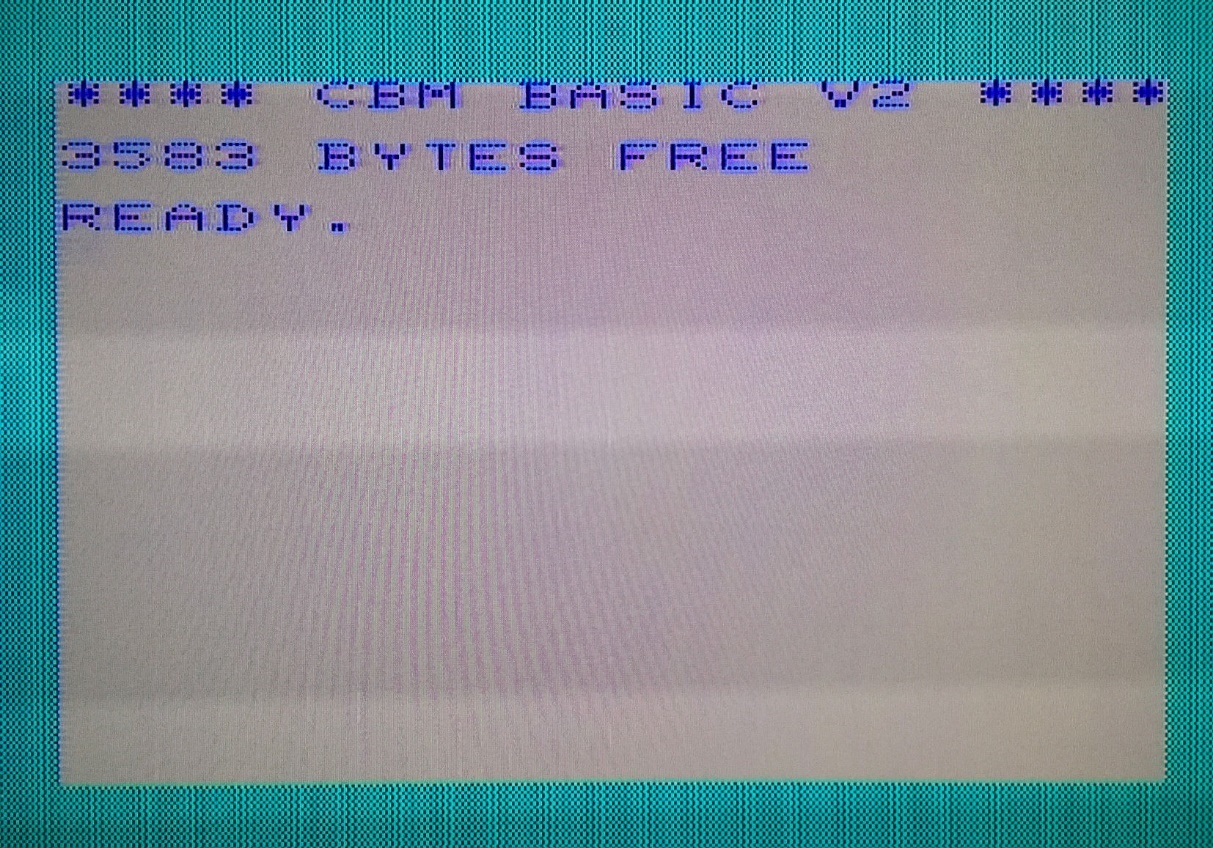 **** CBM BASIC V2 ****
3583 BYTES FREE
READY.